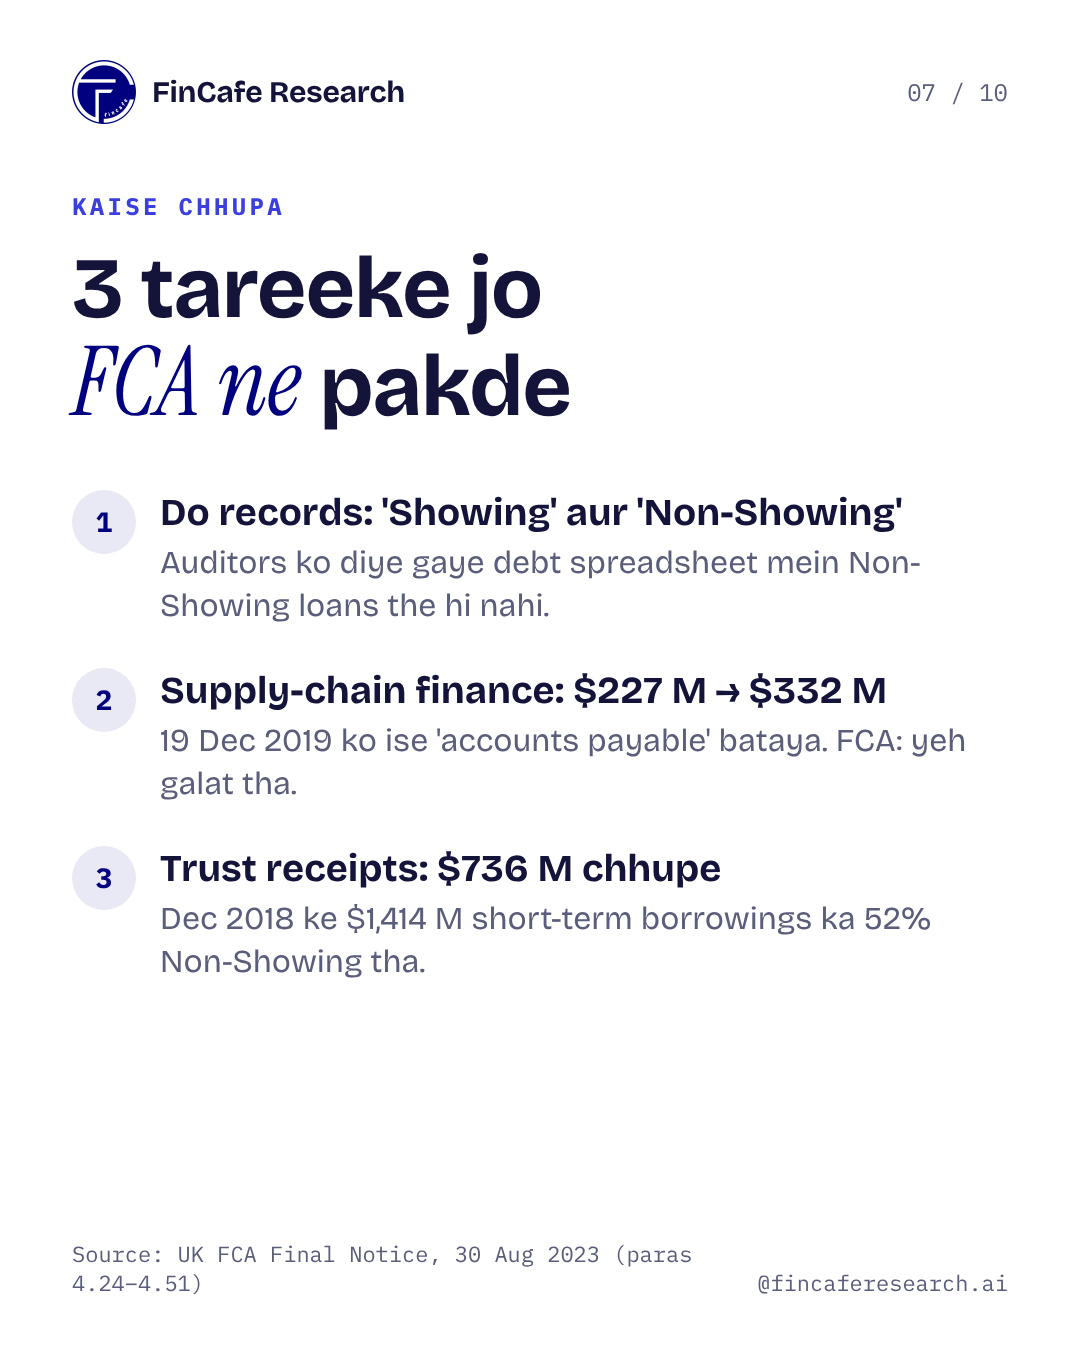 FinCafe Research
07 / 10
KAISE CHHUPA
3 tareeke jo
FCA ne pakde
1
Do records: 'Showing' aur 'Non-Showing'
Auditors ko diye gaye debt spreadsheet mein Non-
Showing loans the hi nahi.
2
Supply-chain finance: $227 M → $332 M
19 Dec 2019 ko ise 'accounts payable' bataya. FCA: yeh
galat tha.
3
Trust receipts: $736 M chhupe
Dec 2018 ke $1,414 M short-term borrowings ka 52%
Non-Showing tha.
Source: UK FCA Final Notice, 30 Aug 2023 (paras
4.24–4.51)
@fincaferesearch.ai